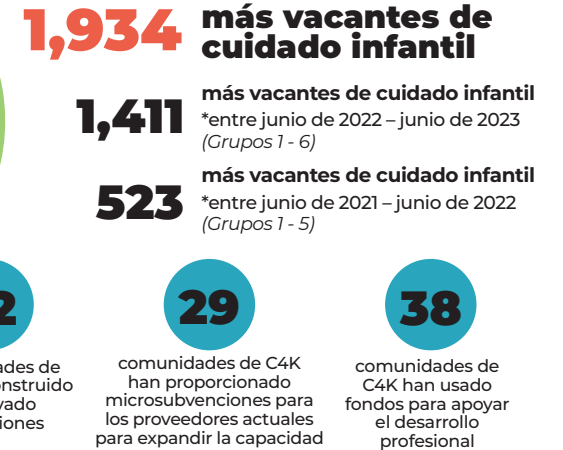 1,934 más vacantes de
cuidado infantil
1,411 más vacantes de cuidado infantil
*entre junio de 2022 – junio de 2023
(Grupos 1 - 6)
523 más vacantes de cuidado infantil
*entre junio de 2021 – junio de 2022
(Grupos 1 - 5)
2
de
29
comunidades de C4K
han proporcionado
microsubvenciones para
los proveedores actuales
para expandir la capacidad
38
comunidades de
C4K han usado
fondos para apoyar
el desarrollo
profesional